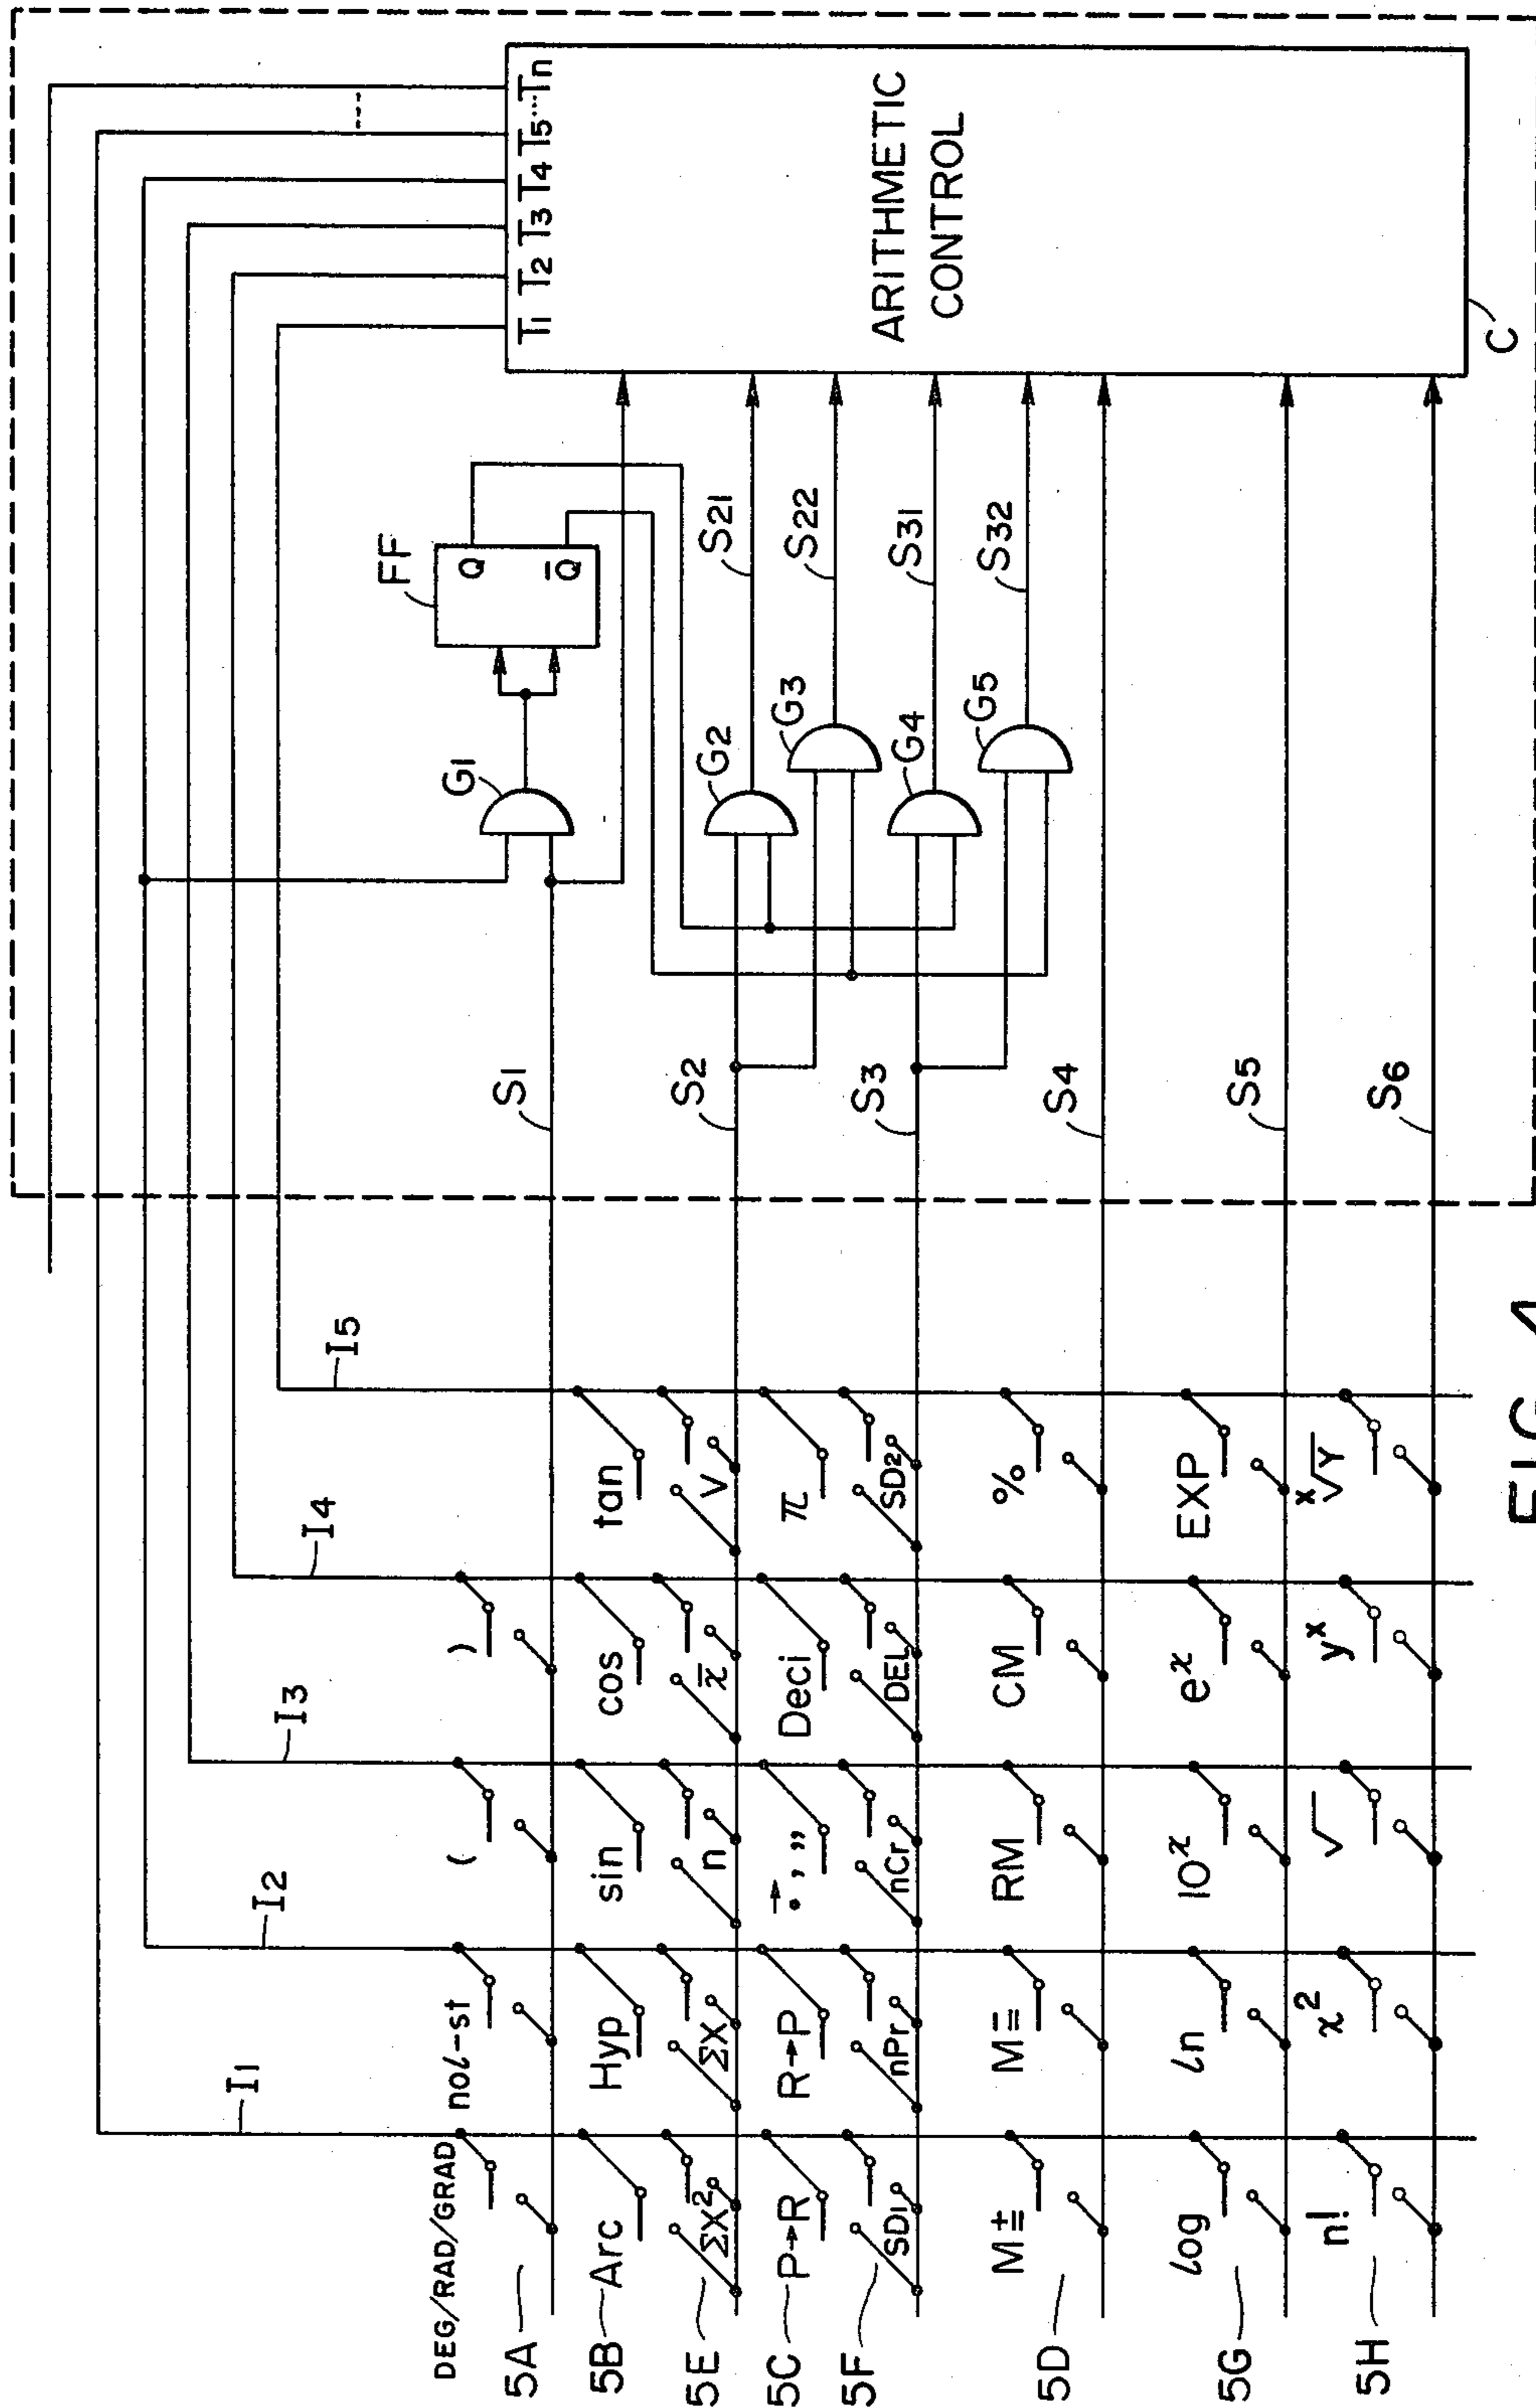 T1 T2 T3 T4 T5...Tn
ARITHMETIC
CONTROL
C
FF
Q
Q̅
G1
G2
G3
G4
G5
S21
S22
S31
S32
S1
S2
S3
S4
S5
S6
I1
I2
I3
I4
I5
5A
DEG/RAD/GRAD
nol-st
(
)
5B
Arc
Hyp
sin
cos
tan
5E
ΣX²
ΣX
n
x̅
V
5C
P→R
R→P
→
°,,,
Deci
π
5F
SD1
nPr
nCr
DEL
SD2
5D
M±
M=
RM
CM
%
5G
log
ln
10ˣ
eˣ
EXP
5H
n!
x²
√
yˣ
ˣ√Y
FIG. 4